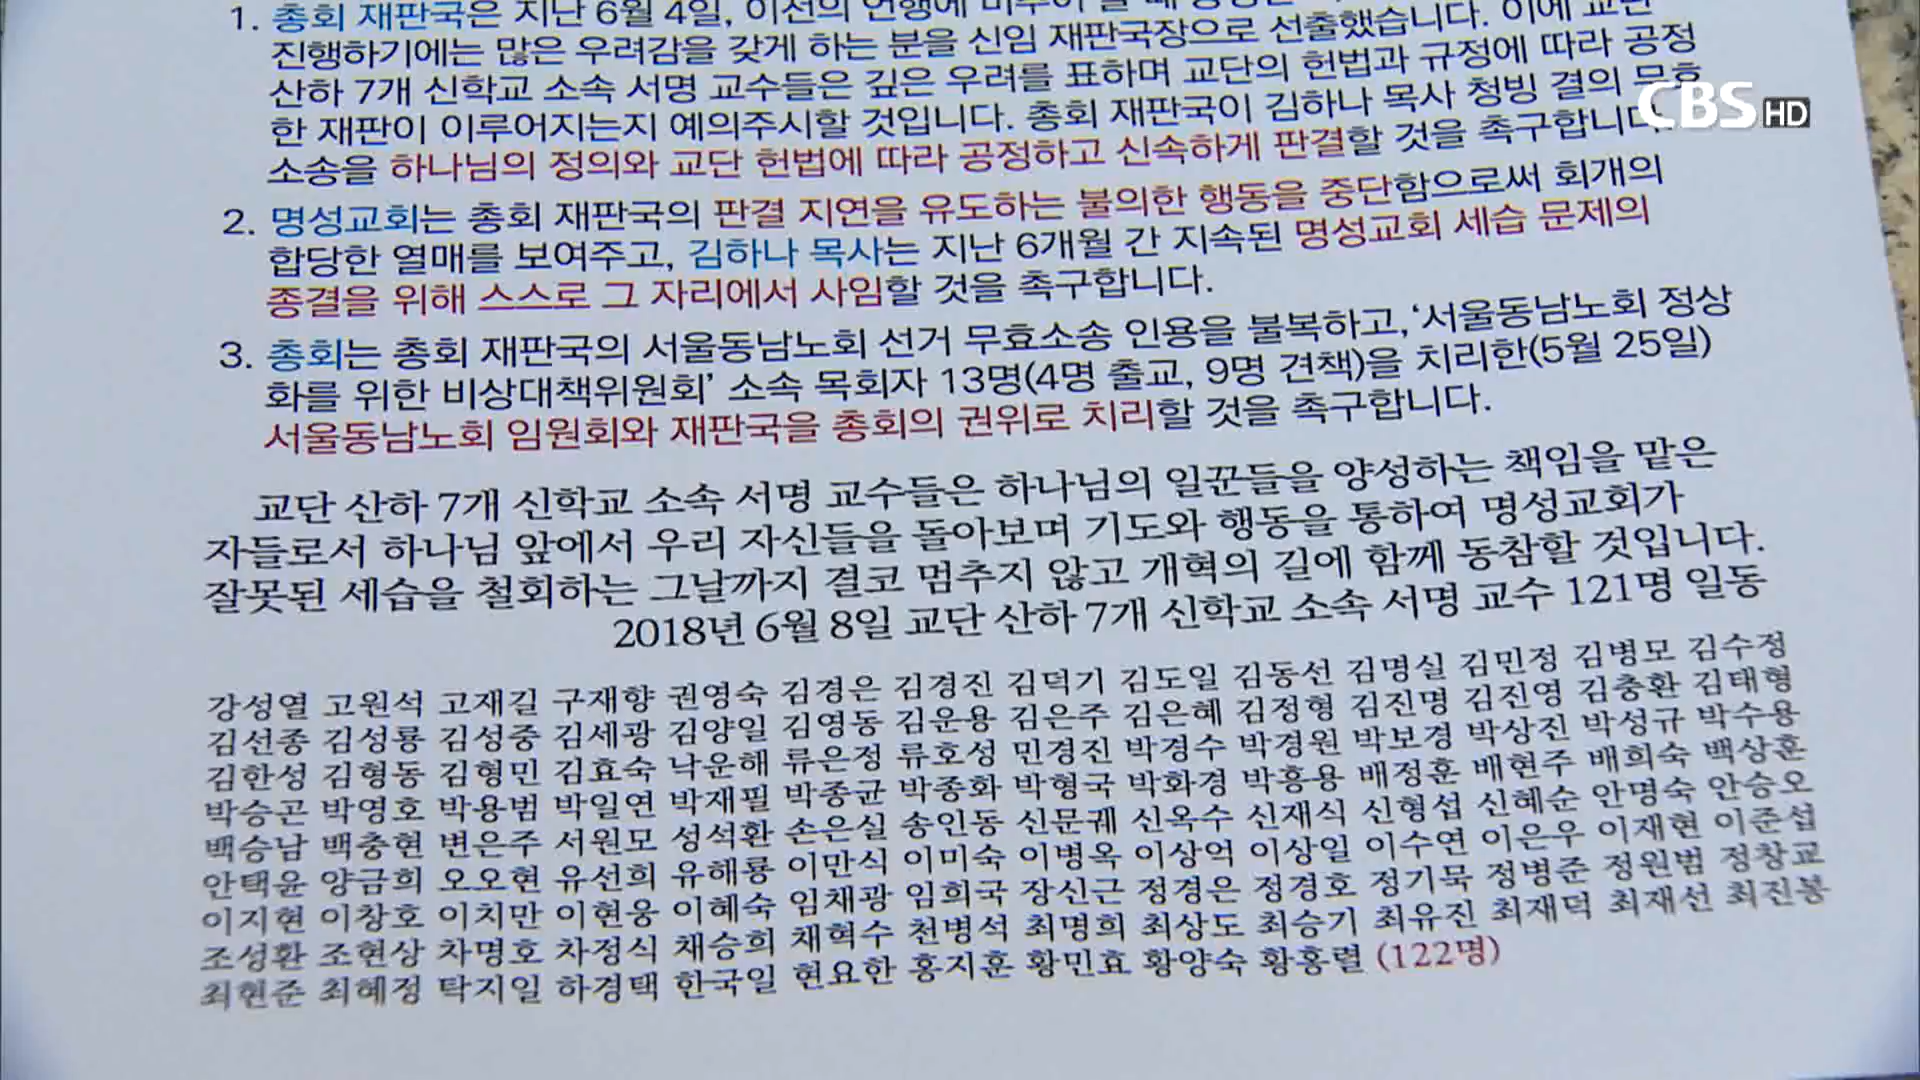 1. 총회 재판국은 지난 6월 4일,
진행하기에는 많은 우려감을 갖게 하는 분을 신임 재판국장으로 선출했습니다. 이에 교단
산하 7개 신학교 소속 서명 교수들은 깊은 우려를 표하며 교단의 헌법과 규정에 따라 공정
한 재판이 이루어지는지 예의주시할 것입니다. 총회 재판국이 김하나 목사 청빙 결의 무효
소송을 하나님의 정의와 교단 헌법에 따라 공정하고 신속하게 판결할 것을 촉구합니다.
CBS HD
2. 명성교회는 총회 재판국의 판결 지연을 유도하는 불의한 행동을 중단함으로써 회개의
합당한 열매를 보여주고, 김하나 목사는 지난 6개월 간 지속된 명성교회 세습 문제의
종결을 위해 스스로 그 자리에서 사임할 것을 촉구합니다.
3. 총회는 총회 재판국의 서울동남노회 선거 무효소송 인용을 불복하고, ‘서울동남노회 정상
화를 위한 비상대책위원회’ 소속 목회자 13명(4명 출교, 9명 견책)을 치리한(5월 25일)
서울동남노회 임원회와 재판국을 총회의 권위로 치리할 것을 촉구합니다.
교단 산하 7개 신학교 소속 서명 교수들은 하나님의 일꾼들을 양성하는 책임을 맡은
자들로서 하나님 앞에서 우리 자신들을 돌아보며 기도와 행동을 통하여 명성교회가
잘못된 세습을 철회하는 그날까지 결코 멈추지 않고 개혁의 길에 함께 동참할 것입니다.
2018년 6월 8일 교단 산하 7개 신학교 소속 서명 교수 121명 일동
강성열 고원석 고재길 구재향 권영숙 김경은 김경진 김덕기 김도일 김동선 김명실 김민정 김병모 김수정
김선종 김성룡 김성중 김세광 김양일 김영동 김운용 김은주 김은혜 김정형 김진명 김진영 김충환 김태형
김한성 김형동 김형민 김효숙 낙운해 류은정 류호성 민경진 박경수 박경원 박보경 박상진 박성규 박수용
박승곤 박영호 박용범 박일연 박재필 박종균 박종화 박형국 박화경 박흥용 배정훈 배현주 배희숙 백상훈
백승남 백충현 변은주 서원모 성석환 손은실 송인동 신문궤 신옥수 신재식 신형섭 신혜순 안명숙 안승오
안택윤 양금희 오오현 유선희 유해룡 이만식 이미숙 이병옥 이상억 이상일 이수연 이은우 이재현 이준섭
이지현 이창호 이치만 이현웅 이혜숙 임채광 임희국 장신근 정경은 정경호 정기묵 정병준 정원범 정창교
조성환 조현상 차명호 차정식 채승희 채혁수 천병석 최명희 최상도 최승기 최유진 최재덕 최재선 최진봉
최현준 최혜정 탁지일 하경택 한국일 현요한 홍지훈 황민효 황양숙 황홍렬 (122명)